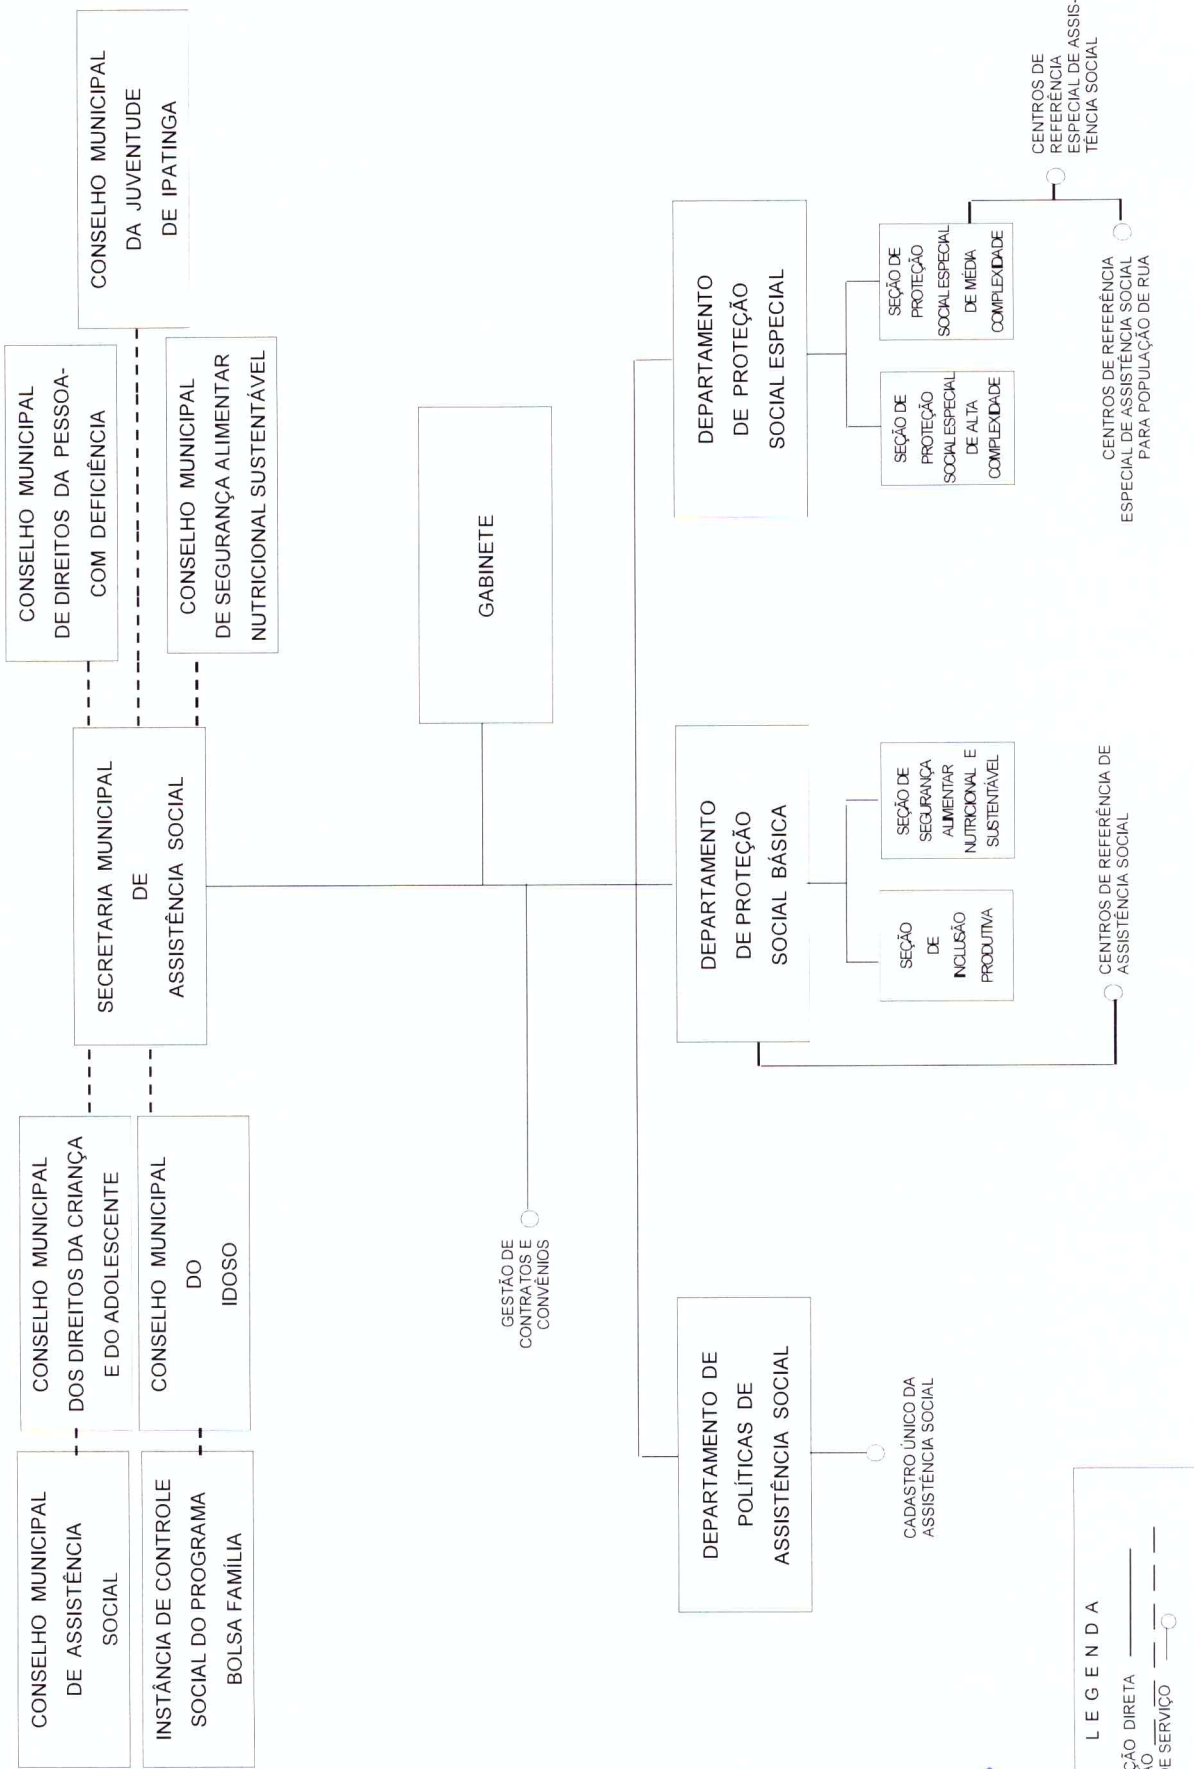 CONSELHO MUNICIPAL
DE ASSISTÊNCIA
SOCIAL
INSTÂNCIA DE CONTROLE
SOCIAL DO PROGRAMA
BOLSA FAMÍLIA
CONSELHO MUNICIPAL
DOS DIREITOS DA CRIANÇA
E DO ADOLESCENTE
CONSELHO MUNICIPAL
DO
IDOSO
SECRETARIA MUNICIPAL
DE
ASSISTÊNCIA SOCIAL
CONSELHO MUNICIPAL
DE DIREITOS DA PESSOA-
COM DEFICIÊNCIA
CONSELHO MUNICIPAL
DA JUVENTUDE
DE IPATINGA
CONSELHO MUNICIPAL
DE SEGURANÇA ALIMENTAR
NUTRICIONAL SUSTENTÁVEL
GABINETE
GESTÃO DE
CONTRATOS E
CONVÊNIOS
DEPARTAMENTO DE
POLÍTICAS DE
ASSISTÊNCIA SOCIAL
CADASTRO ÚNICO DA
ASSISTÊNCIA SOCIAL
DEPARTAMENTO
DE PROTEÇÃO
SOCIAL BÁSICA
SEÇÃO
DE
INCLUSÃO
PRODUTIVA
SEÇÃO DE
SEGURANÇA
ALIMENTAR
NUTRICIONAL E
SUSTENTÁVEL
CENTROS DE REFERÊNCIA DE
ASSISTÊNCIA SOCIAL
DEPARTAMENTO
DE PROTEÇÃO
SOCIAL ESPECIAL
SEÇÃO DE
PROTEÇÃO
SOCIAL ESPECIAL
DE ALTA
COMPLEXIDADE
SEÇÃO DE
PROTEÇÃO
SOCIAL ESPECIAL
DE MÉDIA
COMPLEXIDADE
CENTROS DE
REFERÊNCIA
ESPECIAL DE ASSIS-
TÊNCIA SOCIAL
CENTROS DE REFERÊNCIA
ESPECIAL DE ASSISTÊNCIA SOCIAL
PARA POPULAÇÃO DE RUA
LEGENDA
ÇÃO DIRETA
ÃO
DE SERVIÇO